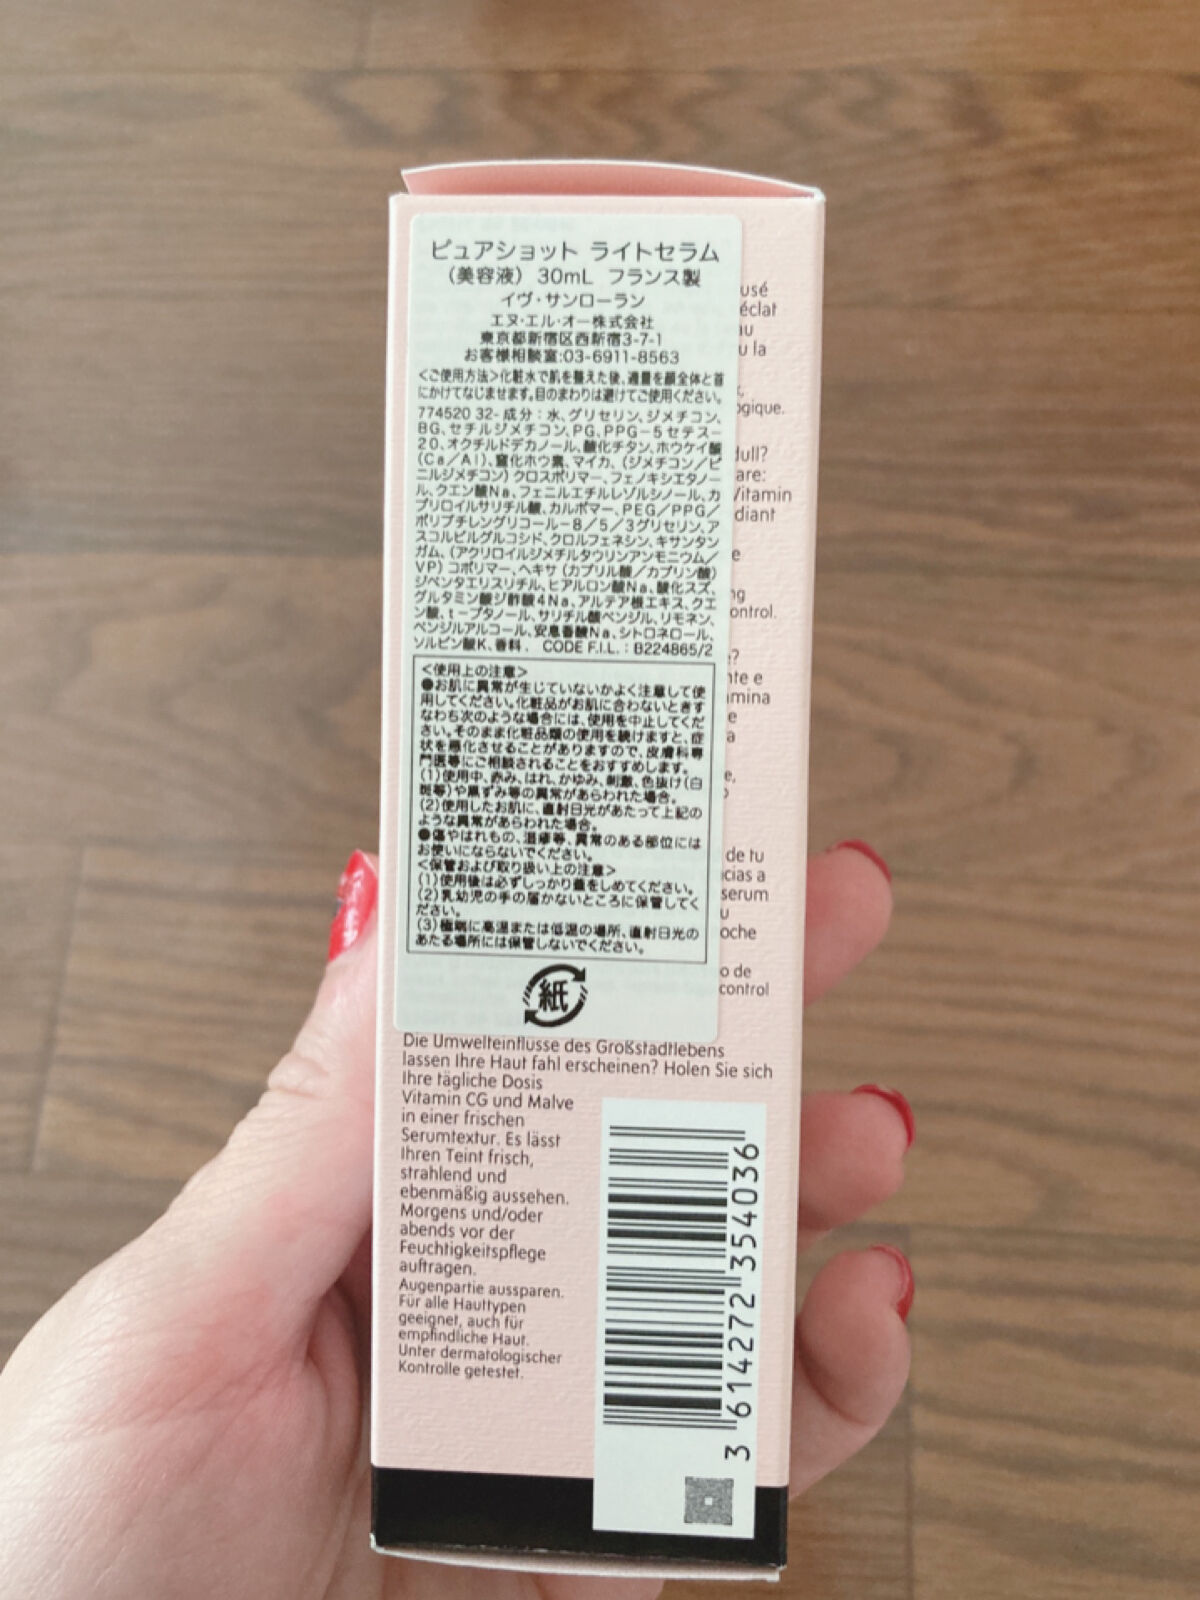 ピュアショット ライトセラム
(美容液) 30mL フランス製
イヴ・サンローラン
エヌ・エル・オー株式会社
東京都新宿区西新宿3-7-1
お客様相談室:03-6911-8563
<ご使用方法>化粧水で肌を整えた後、適量を顔全体と首
にかけてなじませます。目のまわりは避けてご使用ください。
774520 32- 成分:水、グリセリン、ジメチコン、
BG、セチルジメチコン、PG、PPG-5セテス-
20、オクチルドデカノール、酸化チタン、ホウケイ酸
(Ca/Al)、窒化ホウ素、マイカ、(ジメチコン/ビ
ニルジメチコン)クロスポリマー、フェノキシエタノー
ル、クエン酸Na、フェニルエチルレゾルシノール、カ
プリロイルサリチル酸、カルボマー、PEG/PPG/
ポリブチレングリコール-8/5/3グリセリン、ア
スコルビルグルコシド、クロルフェネシン、キサンタン
ガム、(アクリロイルジメチルタウリンアンモニウム/
VP)コポリマー、ヘキサ(カプリル酸/カプリン酸)
ジペンタエリスリチル、ヒアルロン酸Na、酸化スズ、
グルタミン酸ジ酢酸4Na、アルテア根エキス、クエ
ン酸、t-ブタノール、サリチル酸ベンジル、リモネン、
ベンジルアルコール、安息香酸Na、シトロネロール、
ソルビン酸K、香料. CODE F.I.L. : B224865/2
<使用上の注意>
●お肌に異常が生じていないかよく注意して使
用してください。化粧品がお肌に合わないときす
なわち次のような場合には、使用を中止してくだ
さい。そのまま化粧品類の使用を続けますと、症
状を悪化させることがありますので、皮膚科専
門医等にご相談されることをおすすめします。
(1)使用中、赤み、はれ、かゆみ、刺激、色抜け(白
斑等)や黒ずみ等の異常があらわれた場合。
(2)使用したお肌に、直射日光があたって上記の
ような異常があらわれた場合。
●傷やはれもの、湿疹等、異常のある部位には
お使いにならないでください。
<保管および取り扱い上の注意>
(1)使用後は必ずしっかり蓋をしめてください。
(2)乳幼児の手の届かないところに保管してく
ださい。
(3)極端に高温または低温の場所、直射日光の
あたる場所には保管しないでください。
紙
usé
éclat
u la
ogique.
dull?
are:
Vitamin
diant
e
ng
ontrol.
?
nte e
mina
e
a
e,
de tu
cias a
serum
u
oche
o de
control
Die Umwelteinflüsse des Großstadtlebens
lassen Ihre Haut fahl erscheinen? Holen Sie sich
Ihre tägliche Dosis
Vitamin CG und Malve
in einer frischen
Serumtextur. Es lässt
Ihren Teint frisch,
strahlend und
ebenmäßig aussehen.
Morgens und/oder
abends vor der
Feuchtigkeitspflege
auftragen.
Augenpartie aussparen.
Für alle Hauttypen
geeignet, auch für
empfindliche Haut.
Unter dermatologischer
Kontrolle getestet.
3 614272 354036